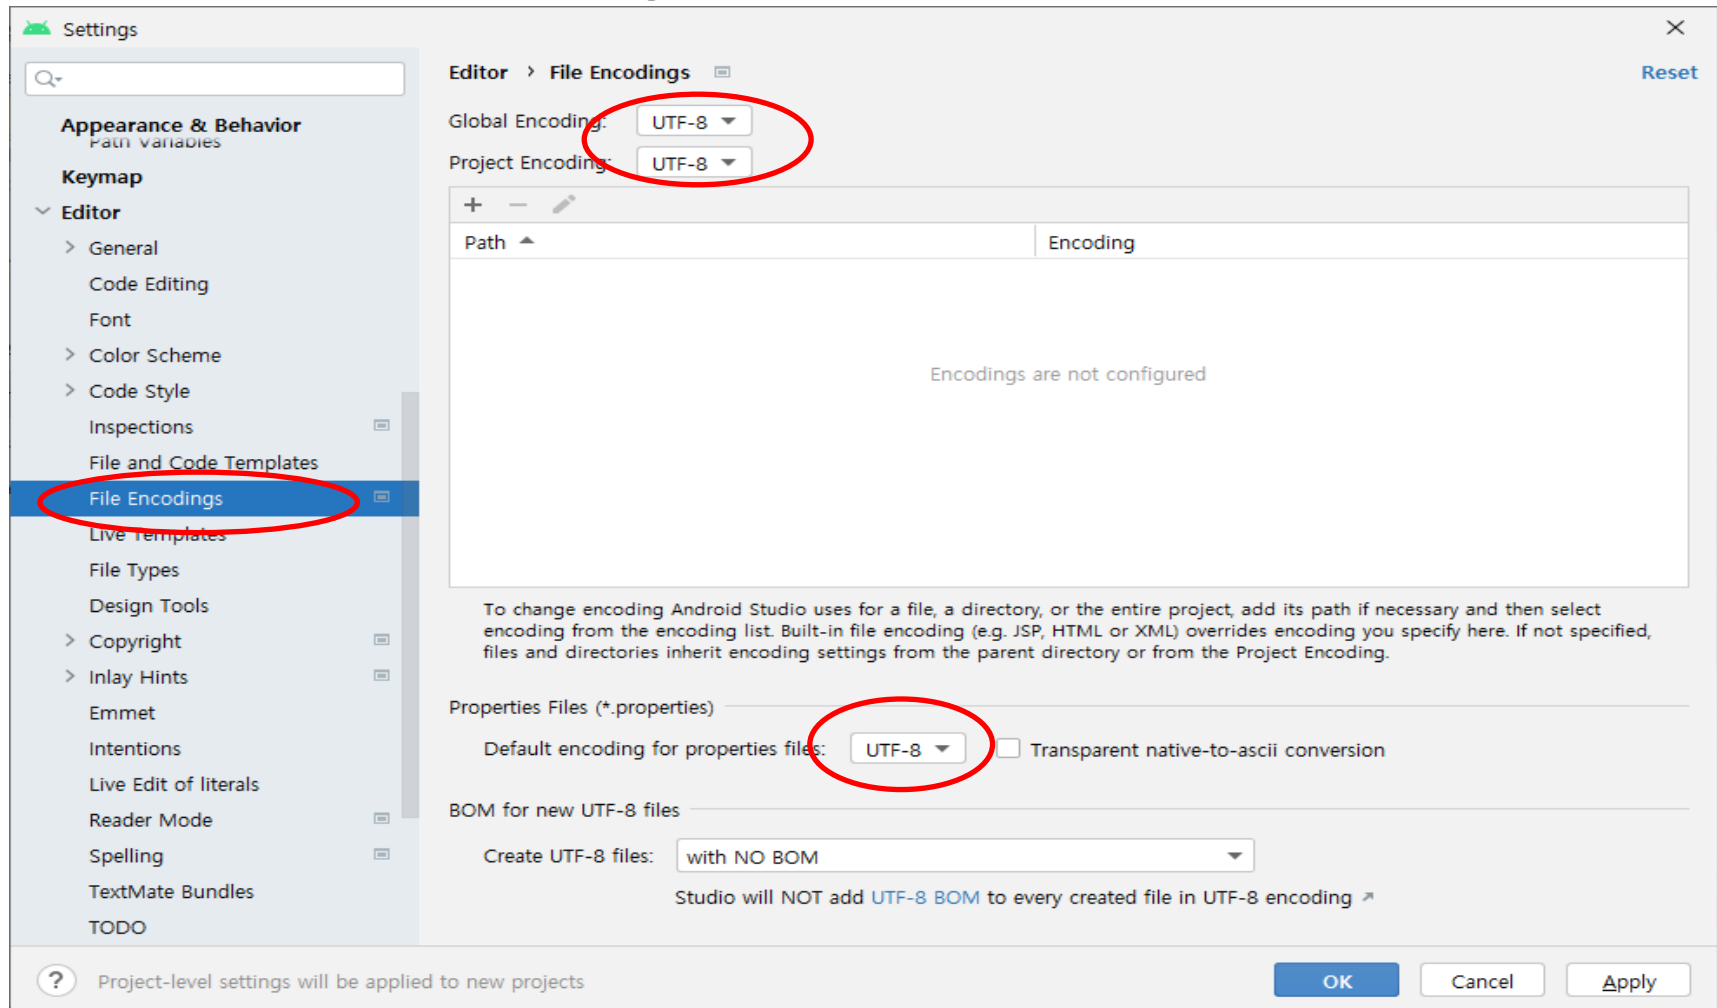 Settings
Editor > File Encodings
Reset
Appearance & Behavior
Path Variables
Keymap
Editor
General
Code Editing
Font
Color Scheme
Code Style
Inspections
File and Code Templates
File Encodings
Live Templates
File Types
Design Tools
Copyright
Inlay Hints
Emmet
Intentions
Live Edit of literals
Reader Mode
Spelling
TextMate Bundles
TODO
Global Encoding: UTF-8
Project Encoding: UTF-8
Path Encoding
Encodings are not configured
To change encoding Android Studio uses for a file, a directory, or the entire project, add its path if necessary and then select
encoding from the encoding list. Built-in file encoding (e.g. JSP, HTML or XML) overrides encoding you specify here. If not specified,
files and directories inherit encoding settings from the parent directory or from the Project Encoding.
Properties Files (*.properties)
Default encoding for properties files: UTF-8 Transparent native-to-ascii conversion
BOM for new UTF-8 files
Create UTF-8 files: with NO BOM
Studio will NOT add UTF-8 BOM to every created file in UTF-8 encoding
? Project-level settings will be applied to new projects
OK Cancel Apply